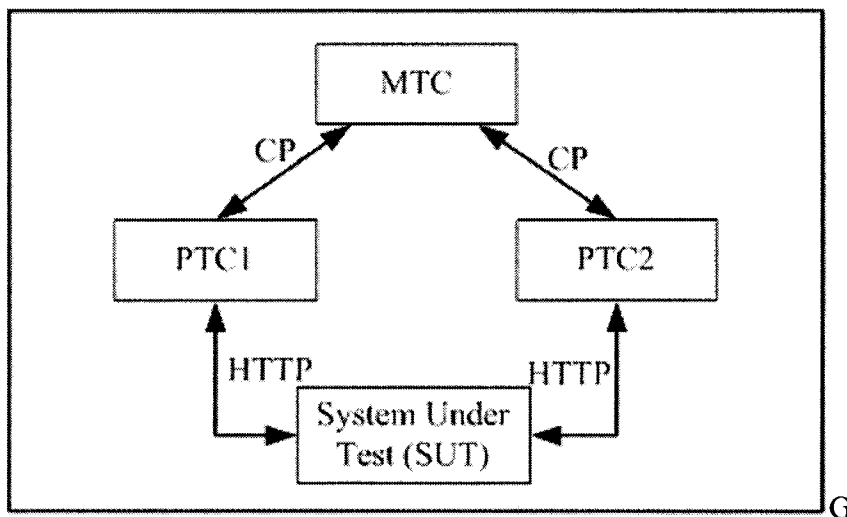 MTC
CP
CP
PTC1
PTC2
HTTP
HTTP
System Under
Test (SUT)
G